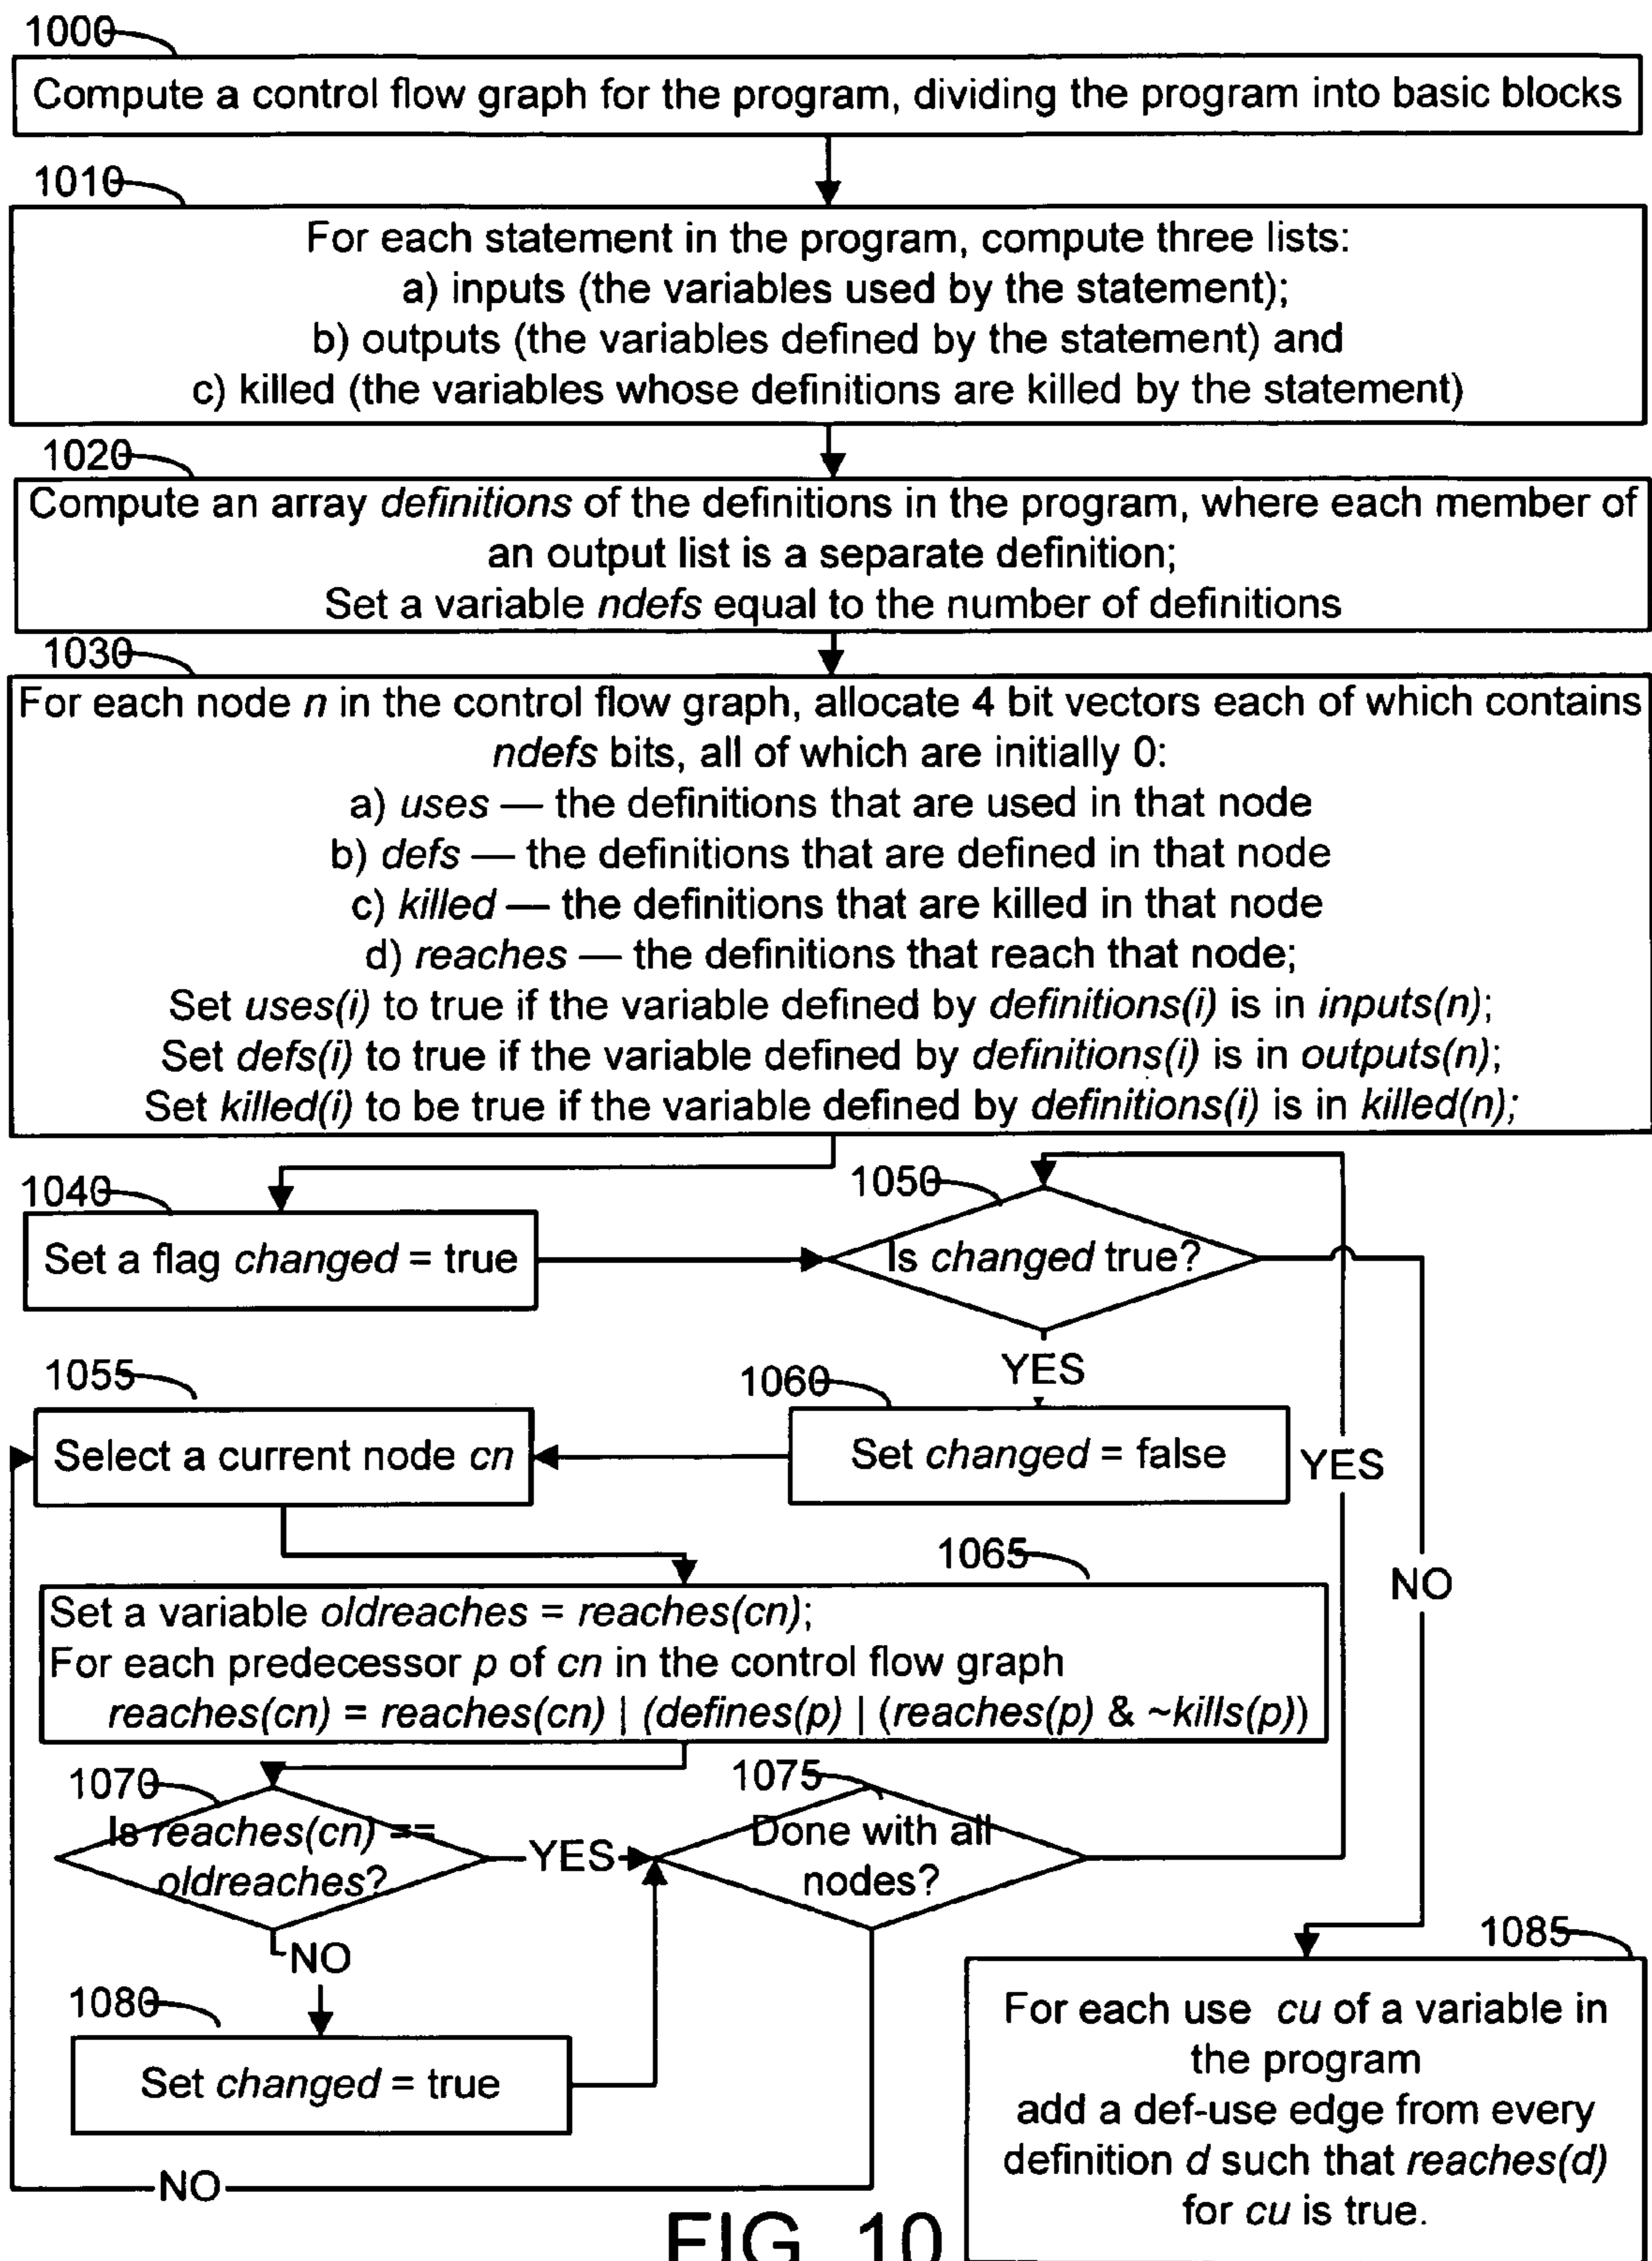 1000
Compute a control flow graph for the program, dividing the program into basic blocks
1010
For each statement in the program, compute three lists:
a) inputs (the variables used by the statement);
b) outputs (the variables defined by the statement) and
c) killed (the variables whose definitions are killed by the statement)
1020
Compute an array definitions of the definitions in the program, where each member of
an output list is a separate definition;
Set a variable ndefs equal to the number of definitions
1030
For each node n in the control flow graph, allocate 4 bit vectors each of which contains
ndefs bits, all of which are initially 0:
a) uses — the definitions that are used in that node
b) defs — the definitions that are defined in that node
c) killed — the definitions that are killed in that node
d) reaches — the definitions that reach that node;
Set uses(i) to true if the variable defined by definitions(i) is in inputs(n);
Set defs(i) to true if the variable defined by definitions(i) is in outputs(n);
Set killed(i) to be true if the variable defined by definitions(i) is in killed(n);
1040
Set a flag changed = true
1050
Is changed true?
YES
1055
Select a current node cn
1060
Set changed = false
YES
1065
Set a variable oldreaches = reaches(cn);
For each predecessor p of cn in the control flow graph
reaches(cn) = reaches(cn) | (defines(p) | (reaches(p) & ~kills(p))
NO
1070
Is reaches(cn) ==
oldreaches?
YES
1075
Done with all
nodes?
NO
1080
Set changed = true
NO
1085
For each use cu of a variable in
the program
add a def-use edge from every
definition d such that reaches(d)
for cu is true.
FIG. 10